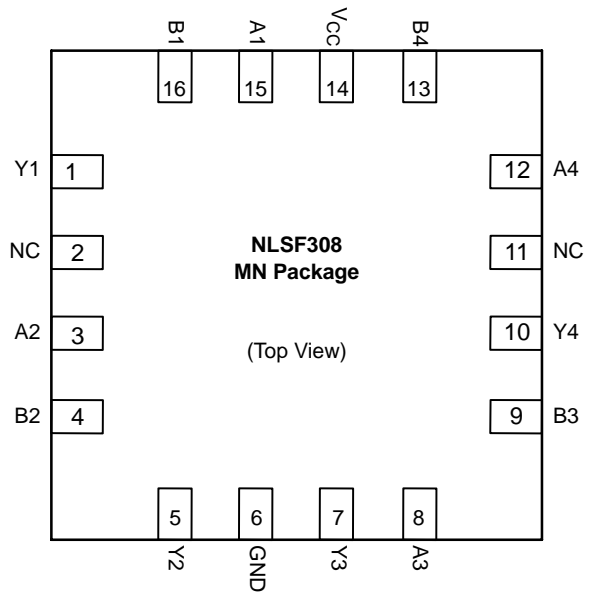 B1 A1 VCC B4
16 15 14 13
Y1 1 12 A4
NC 2 11 NC
NLSF308
MN Package
A2 3 10 Y4
(Top View)
B2 4 9 B3
5 6 7 8
Y2 GND Y3 A3